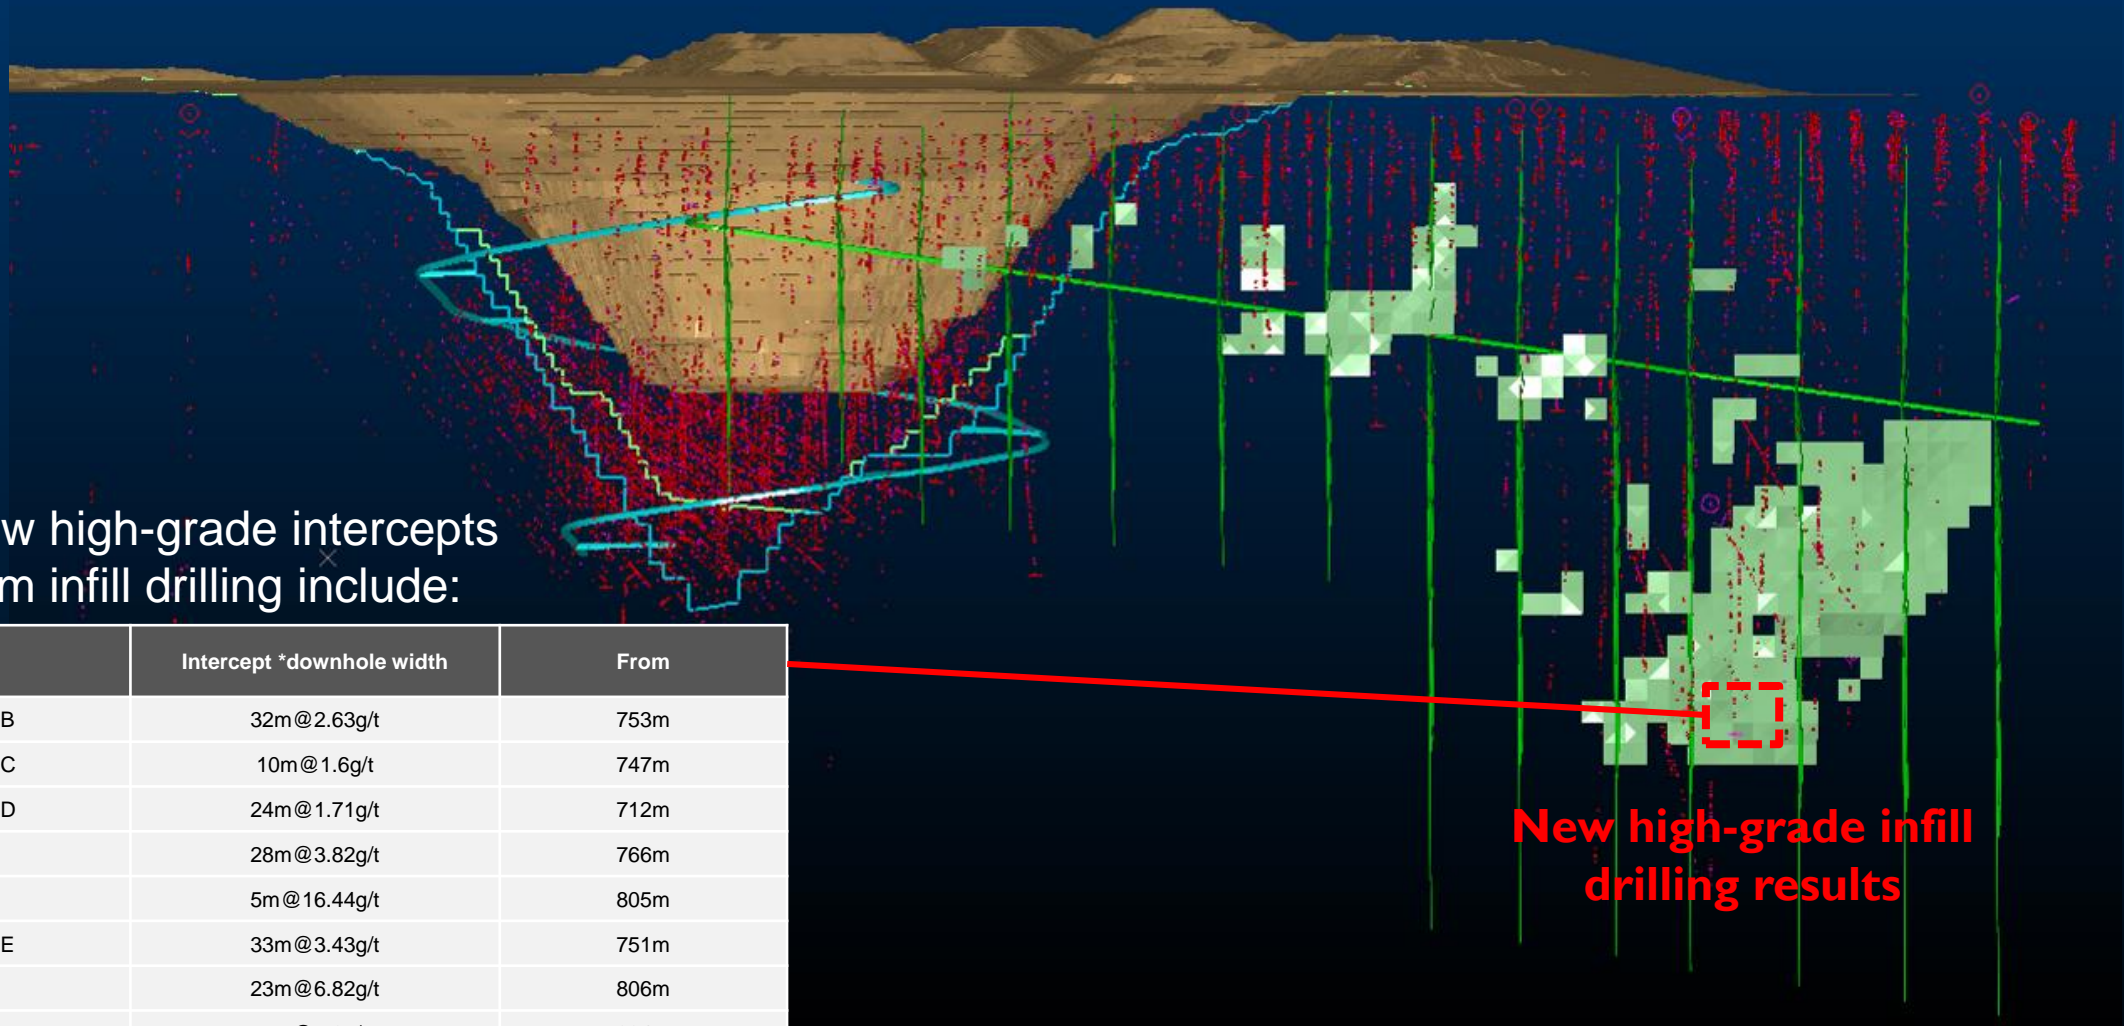 high-grade intercepts
infill drilling include:
Intercept *downhole width From
B 32m@2.63g/t 753m
C 10m@1.6g/t 747m
D 24m@1.71g/t 712m
28m@3.82g/t 766m
5m@16.44g/t 805m
E 33m@3.43g/t 751m
23m@6.82g/t 806m
New high-grade infill
drilling results